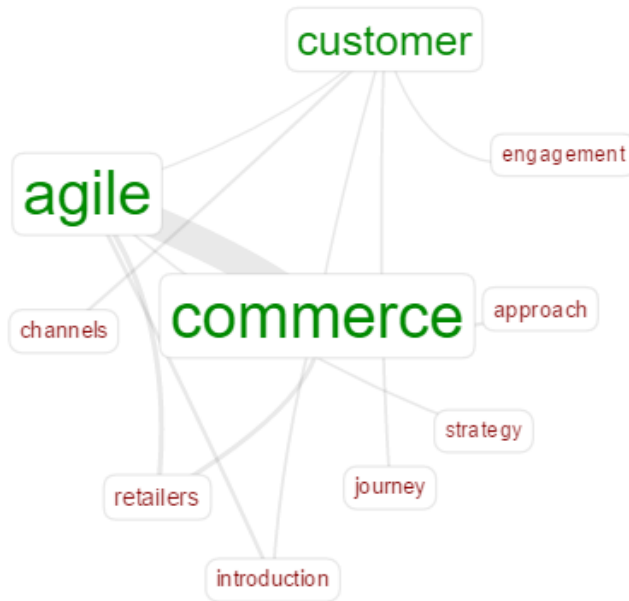 customer
engagement
agile
commerce
approach
channels
strategy
journey
retailers
introduction